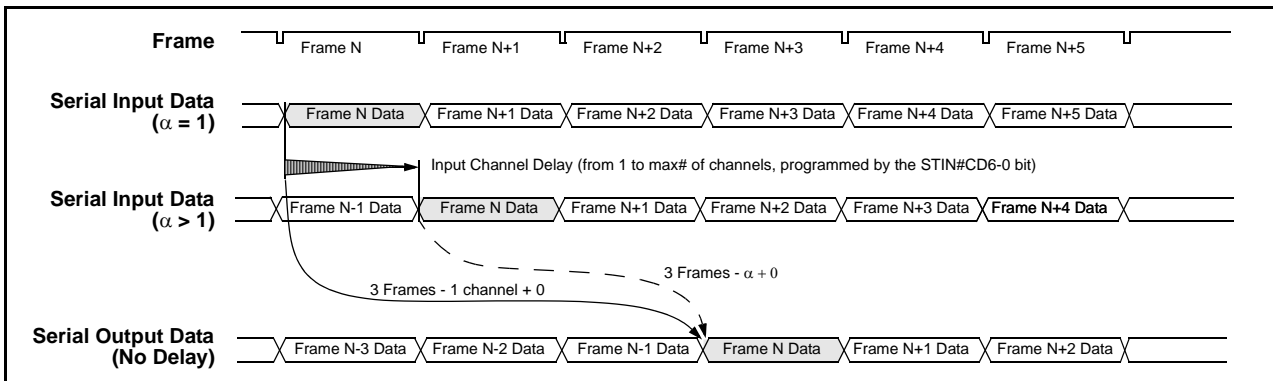 Frame
Frame N
Frame N+1
Frame N+2
Frame N+3
Frame N+4
Frame N+5
Serial Input Data
(α = 1)
Frame N Data
Frame N+1 Data
Frame N+2 Data
Frame N+3 Data
Frame N+4 Data
Frame N+5 Data
Input Channel Delay (from 1 to max# of channels, programmed by the STIN#CD6-0 bit)
Serial Input Data
(α > 1)
Frame N-1 Data
Frame N Data
Frame N+1 Data
Frame N+2 Data
Frame N+3 Data
Frame N+4 Data
3 Frames - α + 0
3 Frames - 1 channel + 0
Serial Output Data
(No Delay)
Frame N-3 Data
Frame N-2 Data
Frame N-1 Data
Frame N Data
Frame N+1 Data
Frame N+2 Data